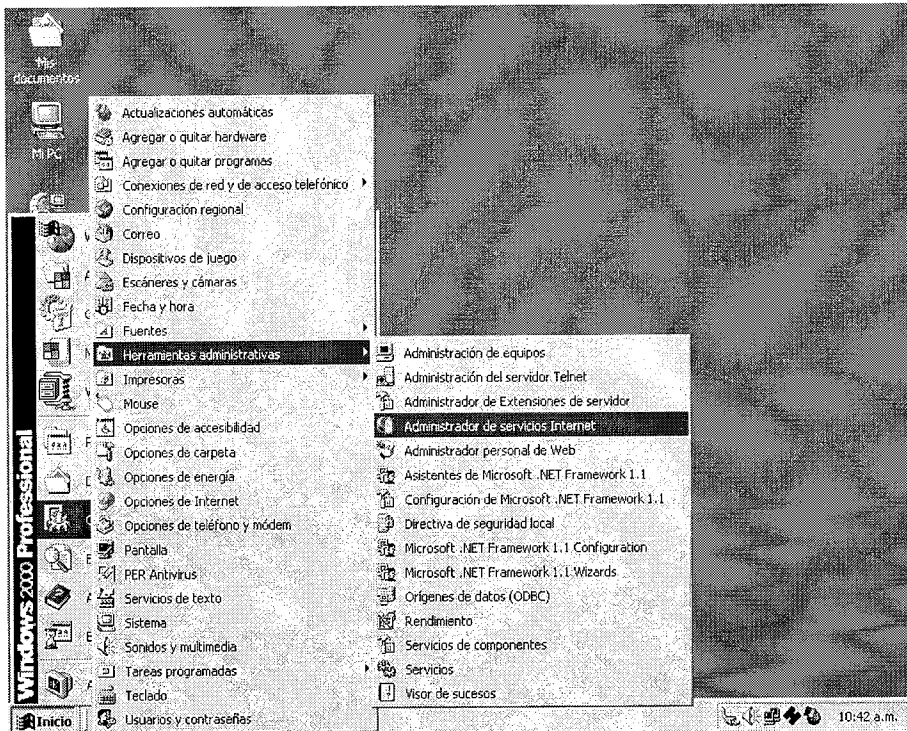 Mis
documentos
Mi PC
Actualizaciones automáticas
Agregar o quitar hardware
Agregar o quitar programas
Conexiones de red y de acceso telefónico
Configuración regional
Correo
Dispositivos de juego
Escáneres y cámaras
Fecha y hora
Fuentes
Herramientas administrativas
Impresoras
Mouse
Opciones de accesibilidad
Opciones de carpeta
Opciones de energía
Opciones de Internet
Opciones de teléfono y módem
Pantalla
PER Antivirus
Servicios de texto
Sistema
Sonidos y multimedia
Tareas programadas
Teclado
Usuarios y contraseñas
Administración de equipos
Administración del servidor Telnet
Administrador de Extensiones de servidor
Administrador de servicios Internet
Administrador personal de Web
Asistentes de Microsoft .NET Framework 1.1
Configuración de Microsoft .NET Framework 1.1
Directiva de seguridad local
Microsoft .NET Framework 1.1 Configuration
Microsoft .NET Framework 1.1 Wizards
Orígenes de datos (ODBC)
Rendimiento
Servicios de componentes
Servicios
Visor de sucesos
Windows 2000 Professional
Inicio
10:42 a.m.